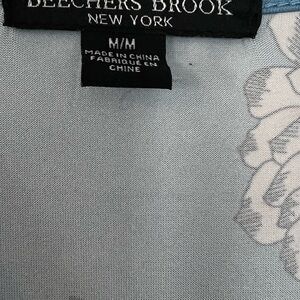 BEECHERS BROOK
NEW YORK
M/M
MADE IN CHINA
FABRIQUE EN
CHINE